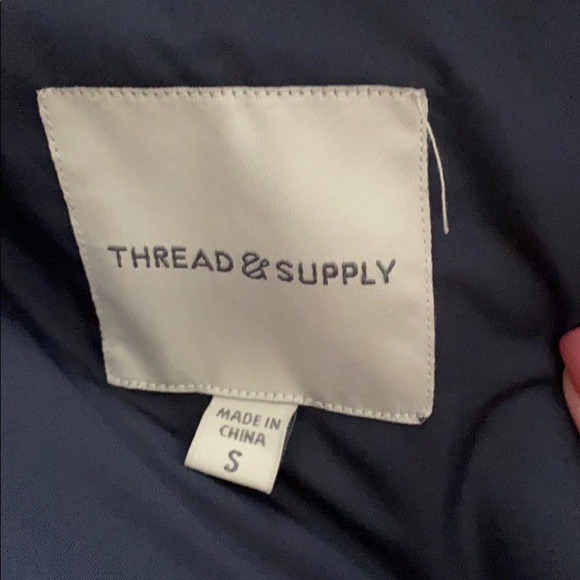 THREAD & SUPPLY
MADE IN
CHINA
S